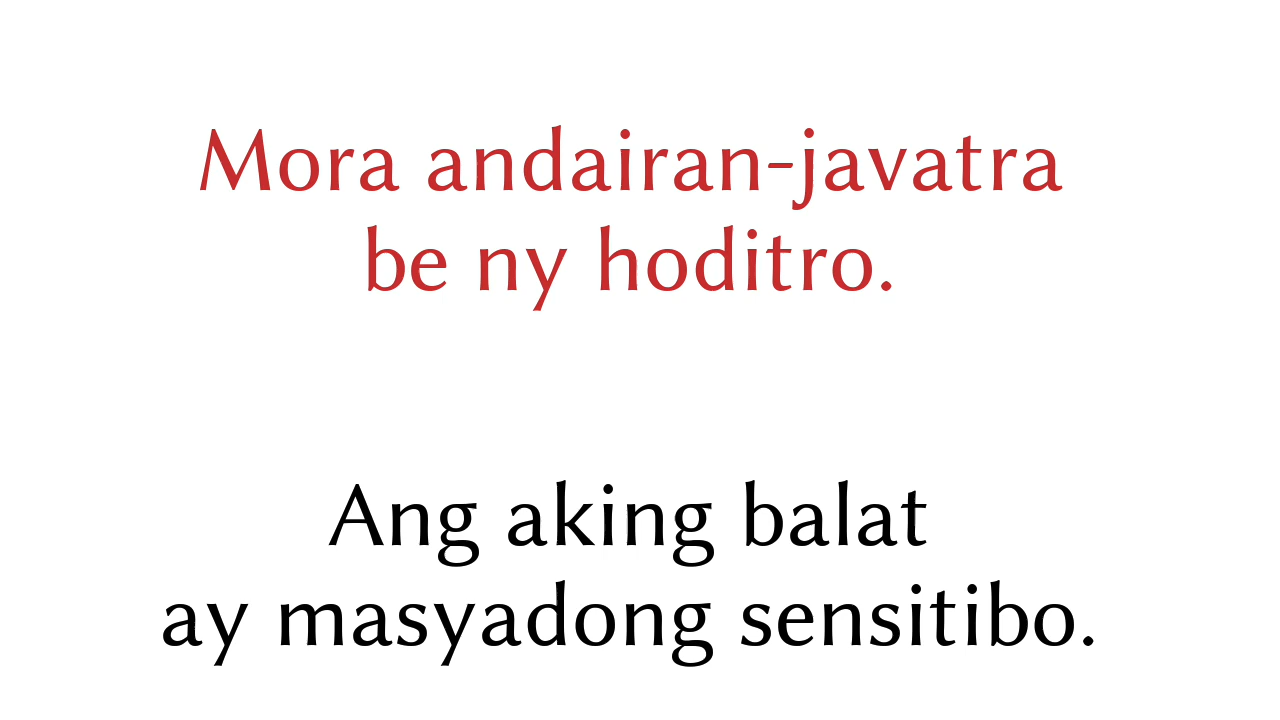 Mora andairan-javatra
be ny hoditro.
Ang aking balat
ay masyadong sensitibo.